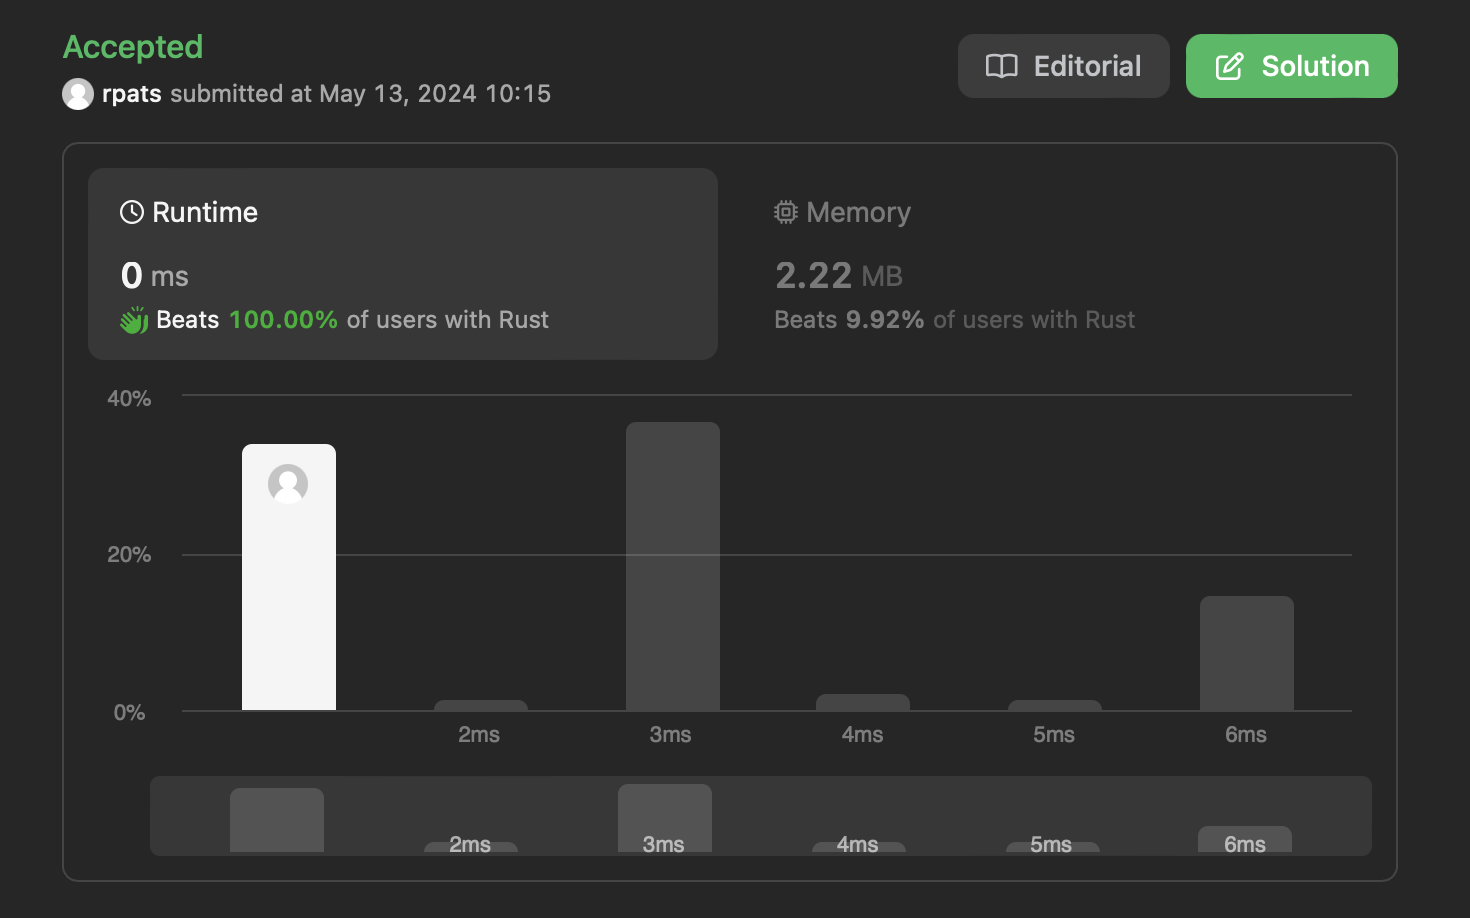 Accepted
rpats submitted at May 13, 2024 10:15
Editorial
Solution
Runtime
0 ms
Beats 100.00% of users with Rust
Memory
2.22 MB
Beats 9.92% of users with Rust
40%
20%
0%
2ms 3ms 4ms 5ms 6ms
2ms 3ms 4ms 5ms 6ms